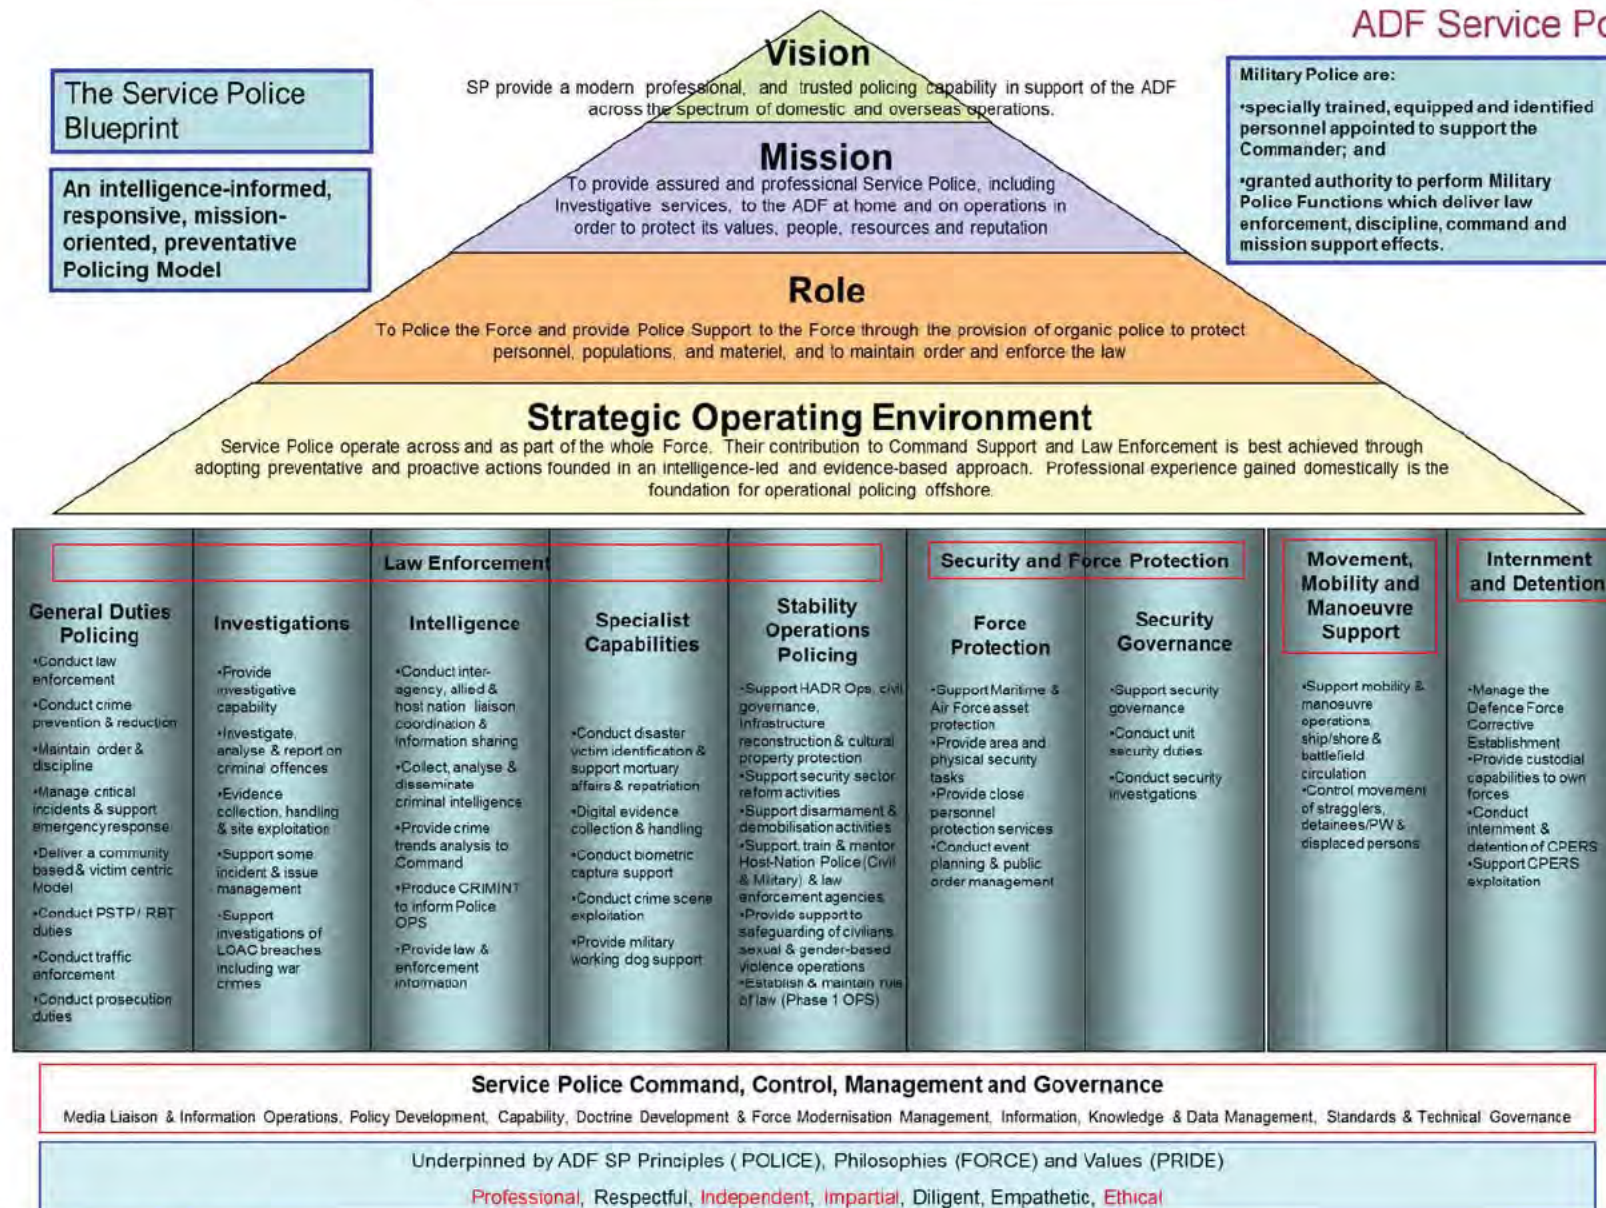 ADF Service Po
The Service Police
Blueprint
An intelligence-informed,
responsive, mission-
oriented, preventative
Policing Model
Vision
SP provide a modern professional, and trusted policing capability in support of the ADF
across the spectrum of domestic and overseas operations.
Military Police are:
•specially trained, equipped and identified
personnel appointed to support the
Commander; and
•granted authority to perform Military
Police Functions which deliver law
enforcement, discipline, command and
mission support effects.
Mission
To provide assured and professional Service Police, including
Investigative services, to the ADF at home and on operations in
order to protect its values, people, resources and reputation
Role
To Police the Force and provide Police Support to the Force through the provision of organic police to protect
personnel, populations, and materiel, and to maintain order and enforce the law
Strategic Operating Environment
Service Police operate across and as part of the whole Force. Their contribution to Command Support and Law Enforcement is best achieved through
adopting preventative and proactive actions founded in an intelligence-led and evidence-based approach. Professional experience gained domestically is the
foundation for operational policing offshore.
Law Enforcement
General Duties
Policing
•Conduct law
enforcement
•Conduct crime
prevention & reduction
•Maintain order &
discipline
•Manage critical
incidents & support
emergency response
•Deliver a community
based & victim centric
Model
•Conduct PSTP / RBT
duties
•Conduct traffic
enforcement
•Conduct prosecution
duties
Investigations
•Provide
investigative
capability
•Investigate,
analyse & report on
criminal offences
•Evidence
collection, handling
& site exploitation
•Support some
incident & issue
management
•Support
investigations of
LOAC breaches
including war
crimes
Intelligence
•Conduct inter-
agency, allied &
host nation liaison
coordination &
information sharing
•Collect, analyse &
disseminate
criminal intelligence
•Provide crime
trends analysis to
Command
•Produce CRIMINT
to inform Police
OPS
•Provide law &
enforcement
information
Specialist
Capabilities
•Conduct disaster
victim identification &
support mortuary
affairs & repatriation
•Digital evidence
collection & handling
•Conduct biometric
capture support
•Conduct crime scene
exploitation
•Provide military
working dog support
Stability
Operations
Policing
•Support HADR Ops, civil
governance,
infrastructure
reconstruction & cultural
property protection
•Support security sector
reform activities
•Support disarmament &
demobilisation activities
•Support, train & mentor
Host-Nation Police (Civil
& Military) & law
enforcement agencies
•Provide support to
safeguarding of civilians
sexual & gender-based
violence operations
•Establish & maintain rule
of law (Phase 1 OPS)
Security and Force Protection
Force
Protection
•Support Maritime &
Air Force asset
protection
•Provide area and
physical security
tasks
•Provide close
personnel
protection services
•Conduct event
planning & public
order management
Security
Governance
•Support security
governance
•Conduct unit
security duties
•Conduct security
investigations
Movement,
Mobility and
Manoeuvre
Support
•Support mobility &
manoeuvre
operations,
ship/shore &
battlefield
circulation
•Control movement
of stragglers,
detainees/PW &
displaced persons
Internment
and Detention
•Manage the
Defence Force
Corrective
Establishment
•Provide custodial
capabilities to own
forces
•Conduct
internment &
detention of CPERS
•Support CPERS
exploitation
Service Police Command, Control, Management and Governance
Media Liaison & Information Operations, Policy Development, Capability, Doctrine Development & Force Modernisation Management, Information, Knowledge & Data Management, Standards & Technical Governance
Underpinned by ADF SP Principles ( POLICE), Philosophies (FORCE) and Values (PRIDE)
Professional, Respectful, Independent, Impartial, Diligent, Empathetic, Ethical